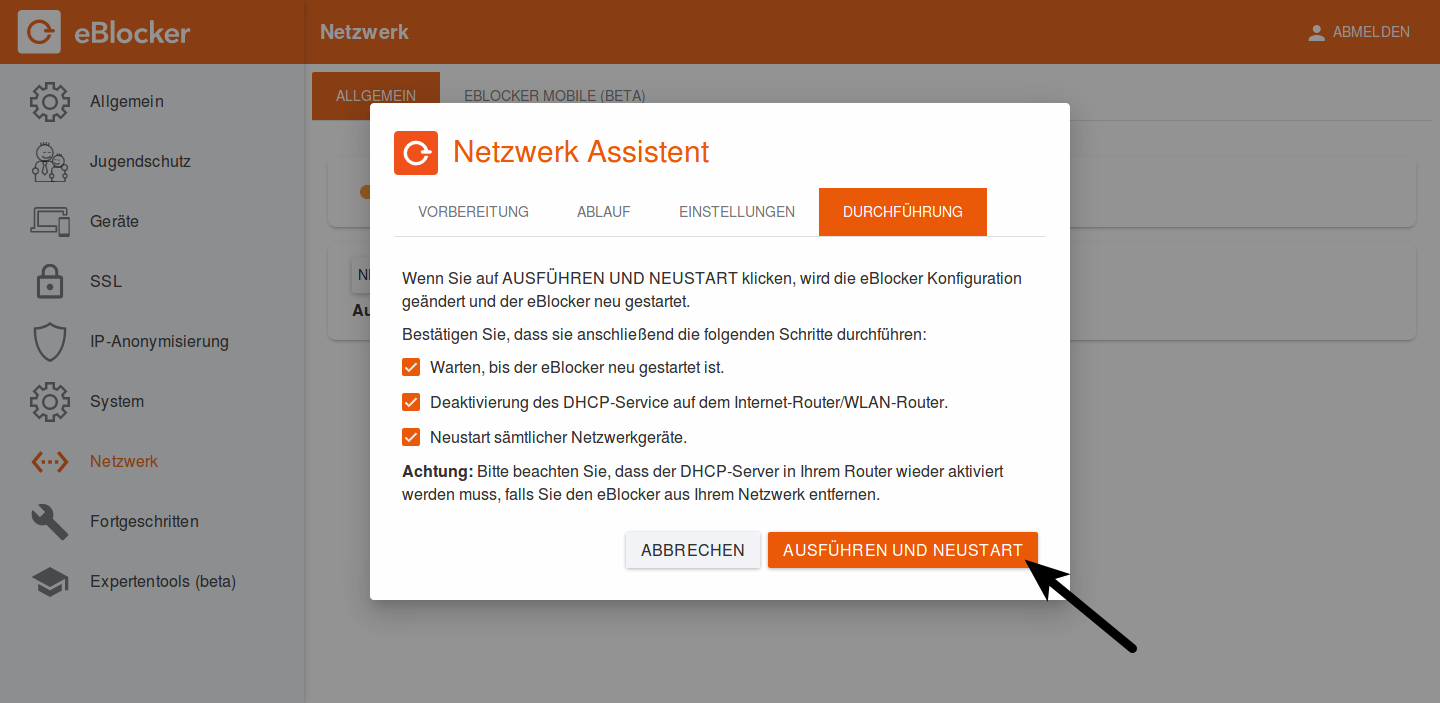 eBlocker
Netzwerk
ABMELDEN
Allgemein
Jugendschutz
Geräte
SSL
IP-Anonymisierung
System
Netzwerk
Fortgeschritten
Expertentools (beta)
ALLGEMEIN
EBLOCKER MOBILE (BETA)
Netzwerk Assistent
VORBEREITUNG
ABLAUF
EINSTELLUNGEN
DURCHFÜHRUNG
Wenn Sie auf AUSFÜHREN UND NEUSTART klicken, wird die eBlocker Konfiguration
geändert und der eBlocker neu gestartet.
Bestätigen Sie, dass sie anschließend die folgenden Schritte durchführen:
Warten, bis der eBlocker neu gestartet ist.
Deaktivierung des DHCP-Service auf dem Internet-Router/WLAN-Router.
Neustart sämtlicher Netzwerkgeräte.
Achtung: Bitte beachten Sie, dass der DHCP-Server in Ihrem Router wieder aktiviert
werden muss, falls Sie den eBlocker aus Ihrem Netzwerk entfernen.
ABBRECHEN
AUSFÜHREN UND NEUSTART